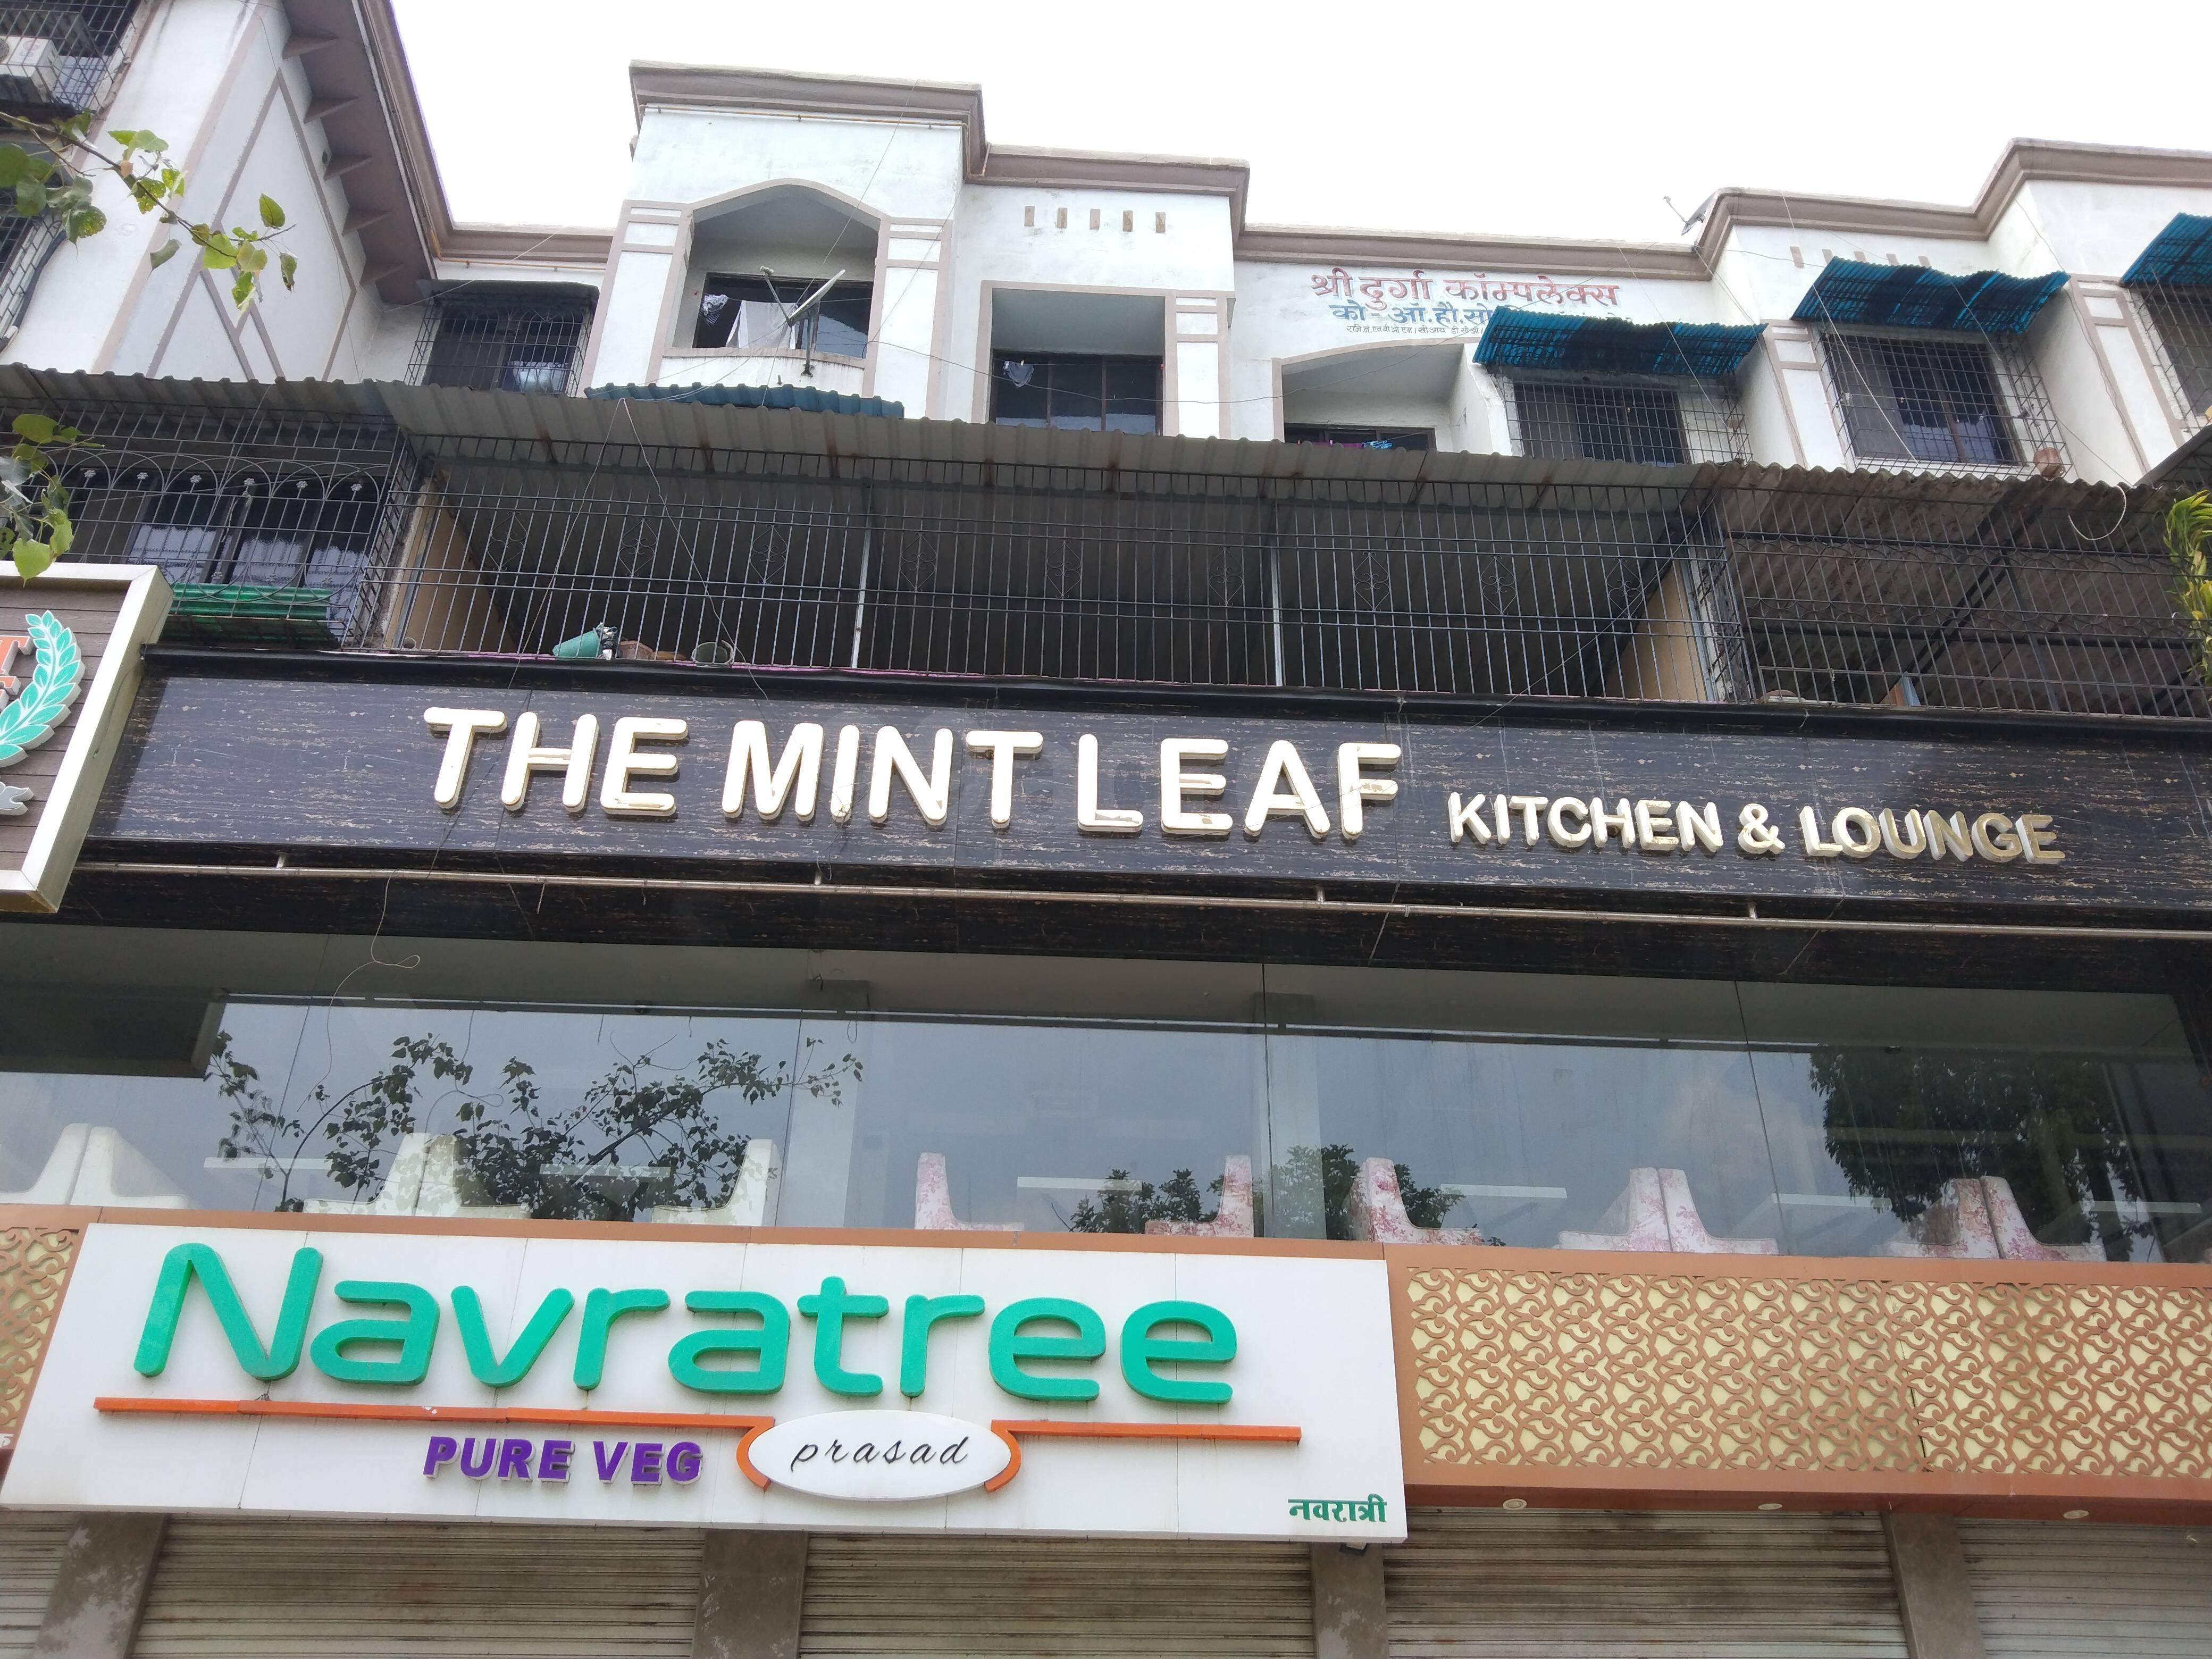 श्री दुर्गा कॉम्पलेक्स
को-ऑ.हौ.सो
THE MINT LEAF KITCHEN & LOUNGE
Navratree
PURE VEG prasad
नवरात्री